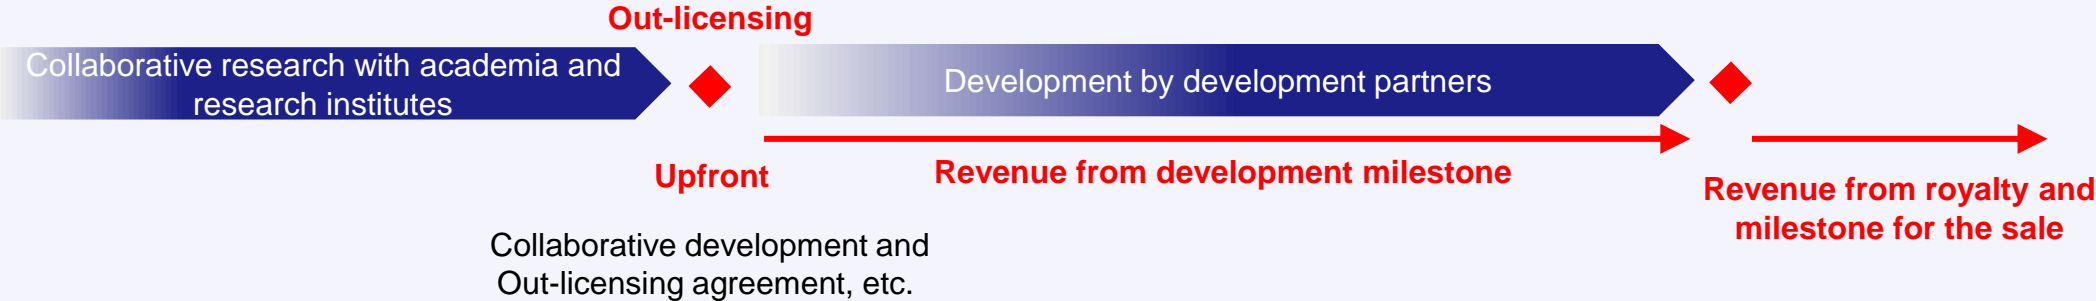 Out-licensing
Collaborative research with academia and
research institutes
Development by development partners
Upfront
Revenue from development milestone
Revenue from royalty and
milestone for the sale
Collaborative development and
Out-licensing agreement, etc.